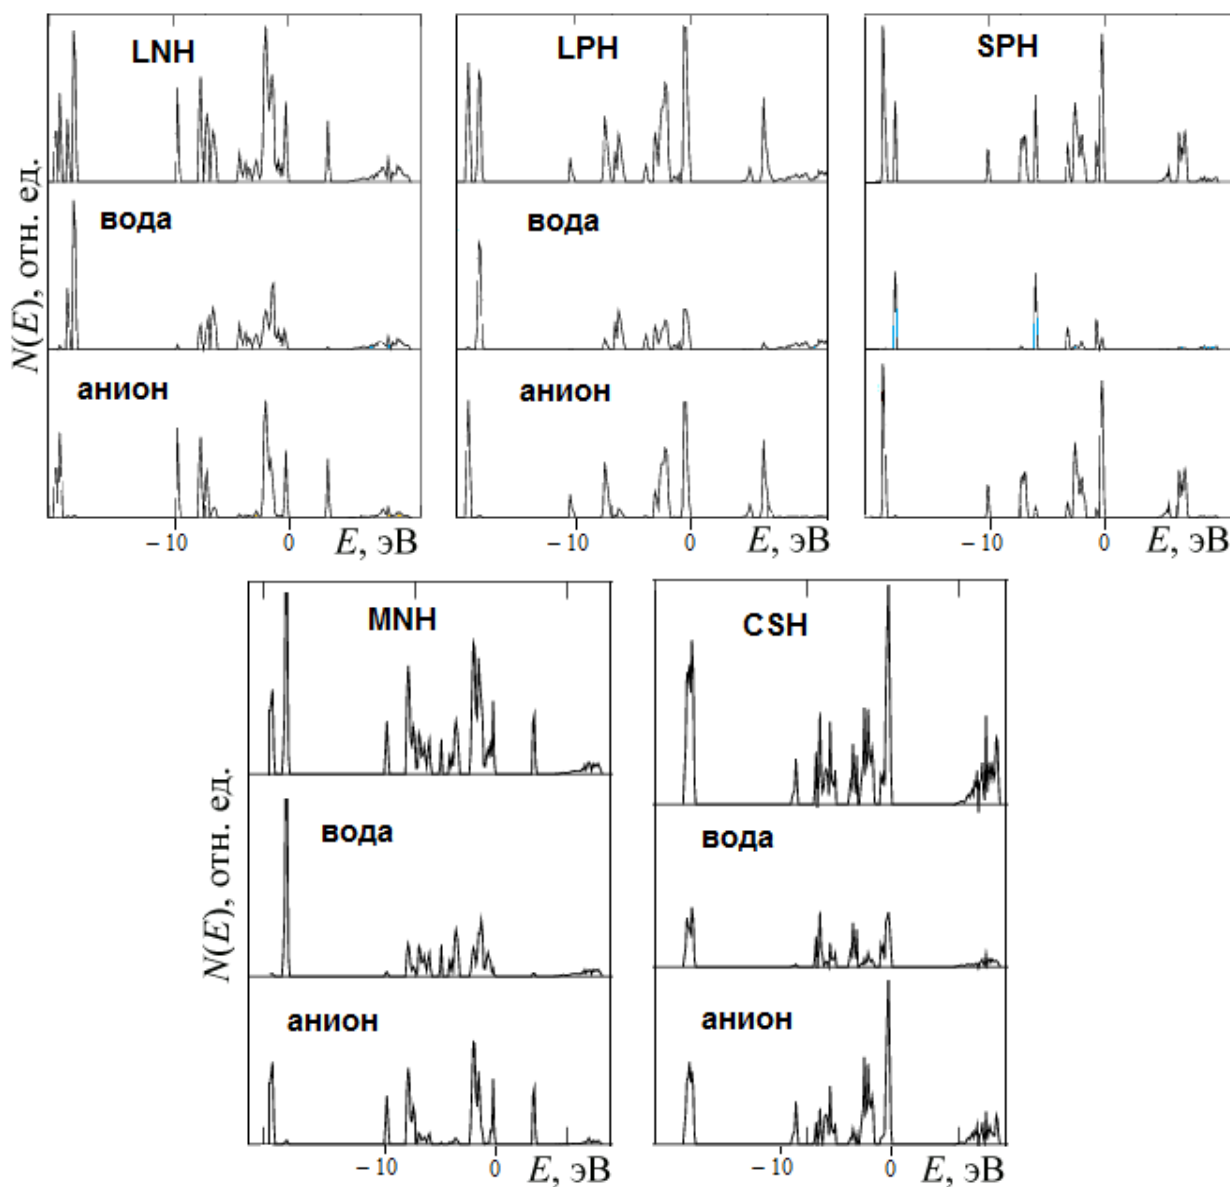 LNH
LPH
SPH
вода
вода
анион
анион
N(E), отн. ед.
−10 0 E, эВ
−10 0 E, эВ
−10 0 E, эВ
MNH
CSH
вода
вода
анион
анион
N(E), отн. ед.
−10 0 E, эВ
−10 0 E, эВ